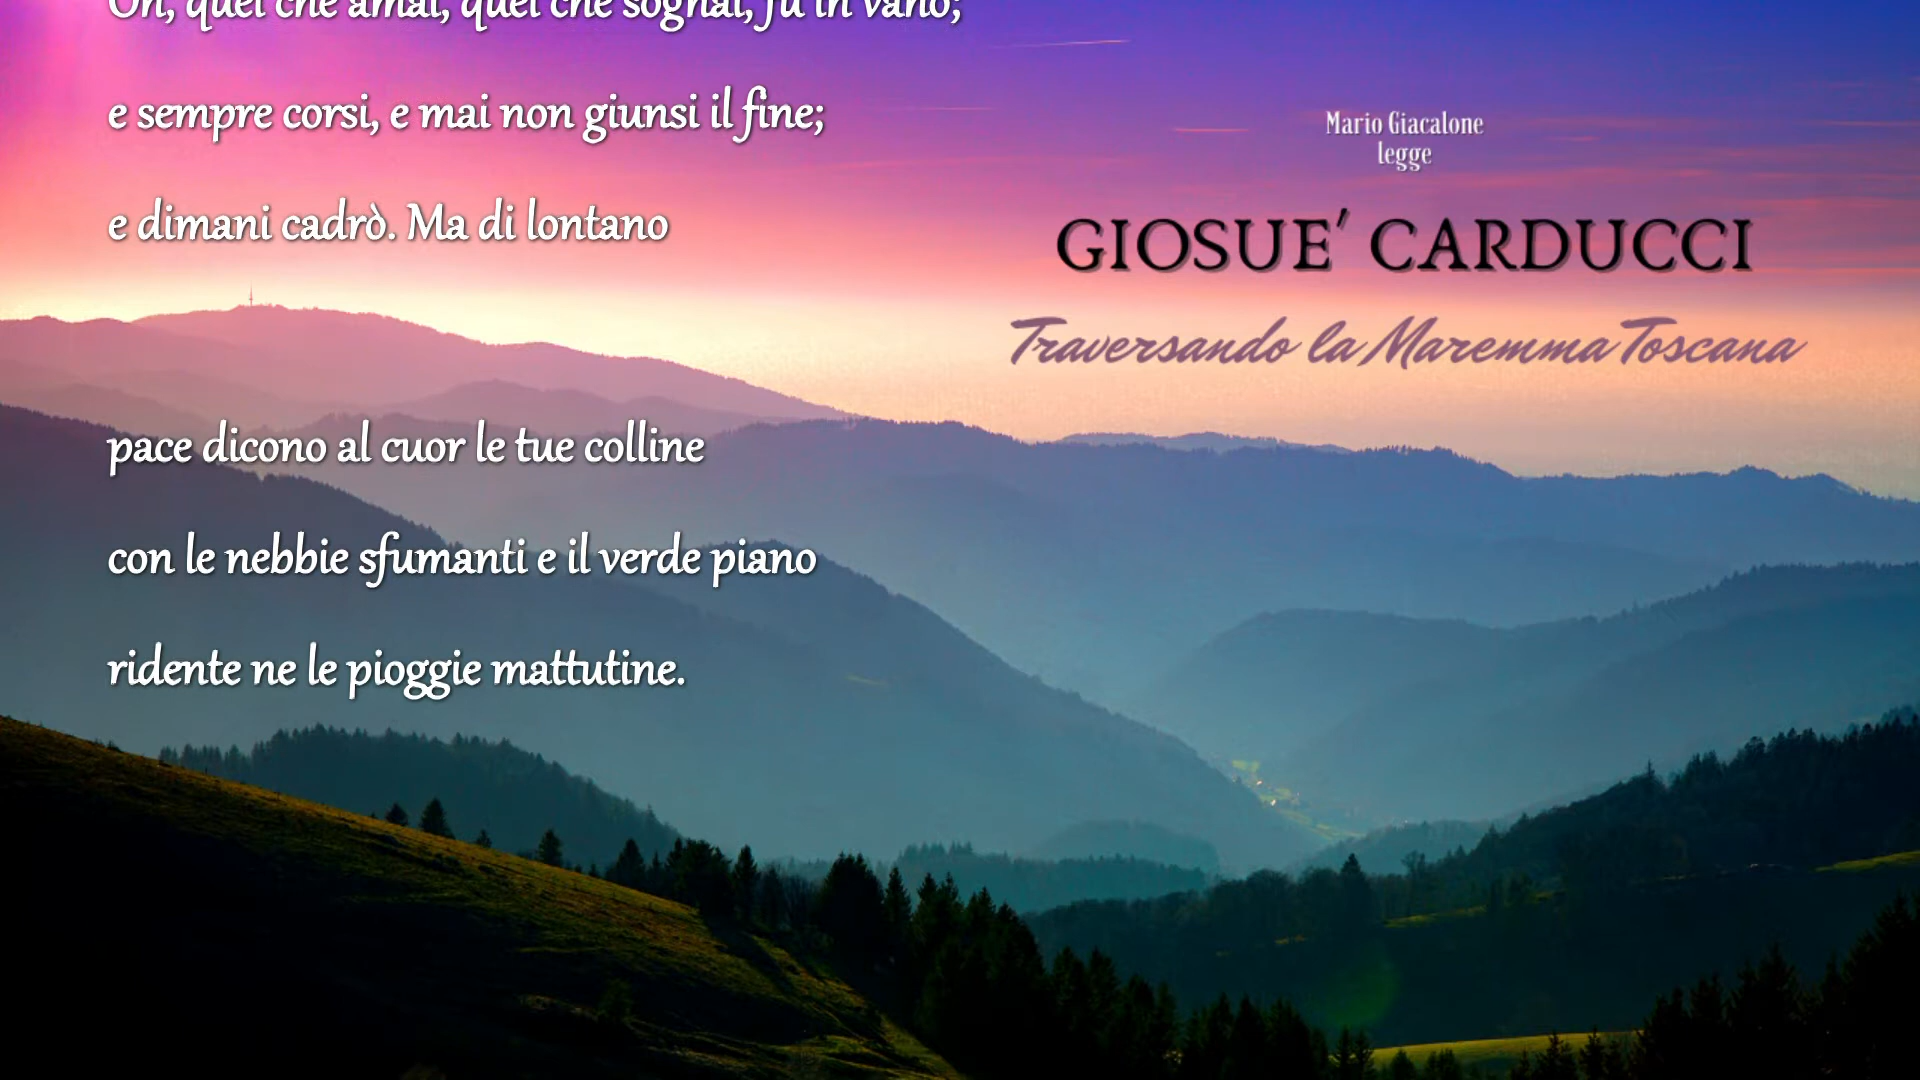 Oh, quel che amai, quel che sognai, fu in vano;
e sempre corsi, e mai non giunsi il fine;
e dimani cadrò. Ma di lontano
pace dicono al cuor le tue colline
con le nebbie sfumanti e il verde piano
ridente ne le pioggie mattutine.
Mario Giacalone
legge
GIOSUE' CARDUCCI
Traversando la Maremma Toscana